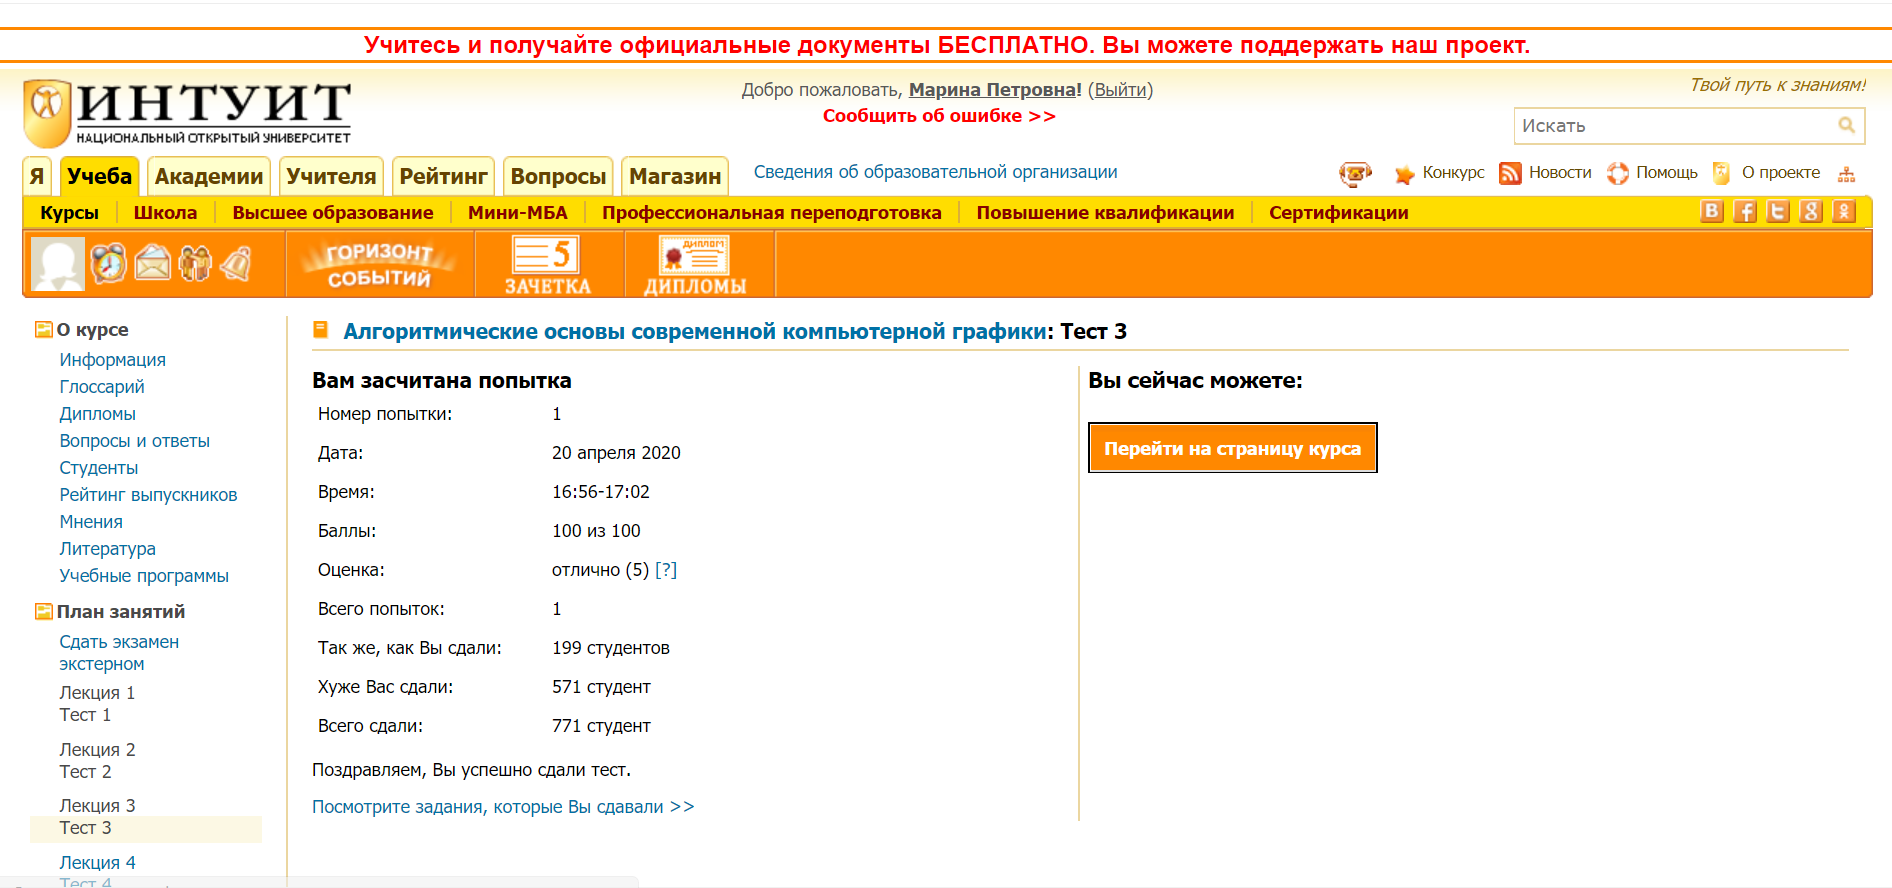 Учитесь и получайте официальные документы БЕСПЛАТНО. Вы можете поддержать наш проект.
ИНТУИТ
НАЦИОНАЛЬНЫЙ ОТКРЫТЫЙ УНИВЕРСИТЕТ
Добро пожаловать, Марина Петровна! (Выйти)
Сообщить об ошибке >>
Твой путь к знаниям!
Искать
Я Учеба Академии Учителя Рейтинг Вопросы Магазин Сведения об образовательной организации Конкурс Новости Помощь О проекте
Курсы Школа Высшее образование Мини-МБА Профессиональная переподготовка Повышение квалификации Сертификации
ГОРИЗОНТ СОБЫТИЙ
5 ЗАЧЕТКА
ДИПЛОМ
ДИПЛОМЫ
О курсе
Информация
Глоссарий
Дипломы
Вопросы и ответы
Студенты
Рейтинг выпускников
Мнения
Литература
Учебные программы
План занятий
Сдать экзамен
экстерном
Лекция 1
Тест 1
Лекция 2
Тест 2
Лекция 3
Тест 3
Лекция 4
Тест 4
Алгоритмические основы современной компьютерной графики: Тест 3
Вам засчитана попытка
Номер попытки: 1
Дата: 20 апреля 2020
Время: 16:56-17:02
Баллы: 100 из 100
Оценка: отлично (5) [?]
Всего попыток: 1
Так же, как Вы сдали: 199 студентов
Хуже Вас сдали: 571 студент
Всего сдали: 771 студент
Поздравляем, Вы успешно сдали тест.
Посмотрите задания, которые Вы сдавали >>
Вы сейчас можете:
Перейти на страницу курса